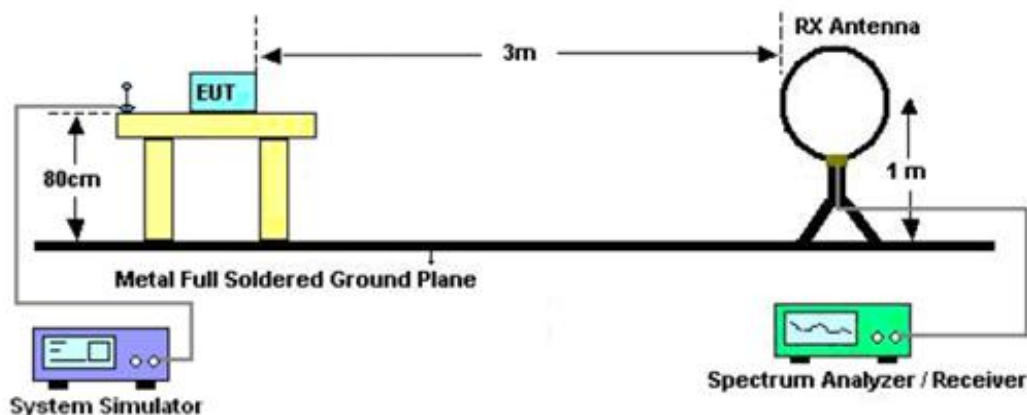 RX Antenna
3m
EUT
80cm
1 m
Metal Full Soldered Ground Plane
System Simulator
Spectrum Analyzer / Receiver